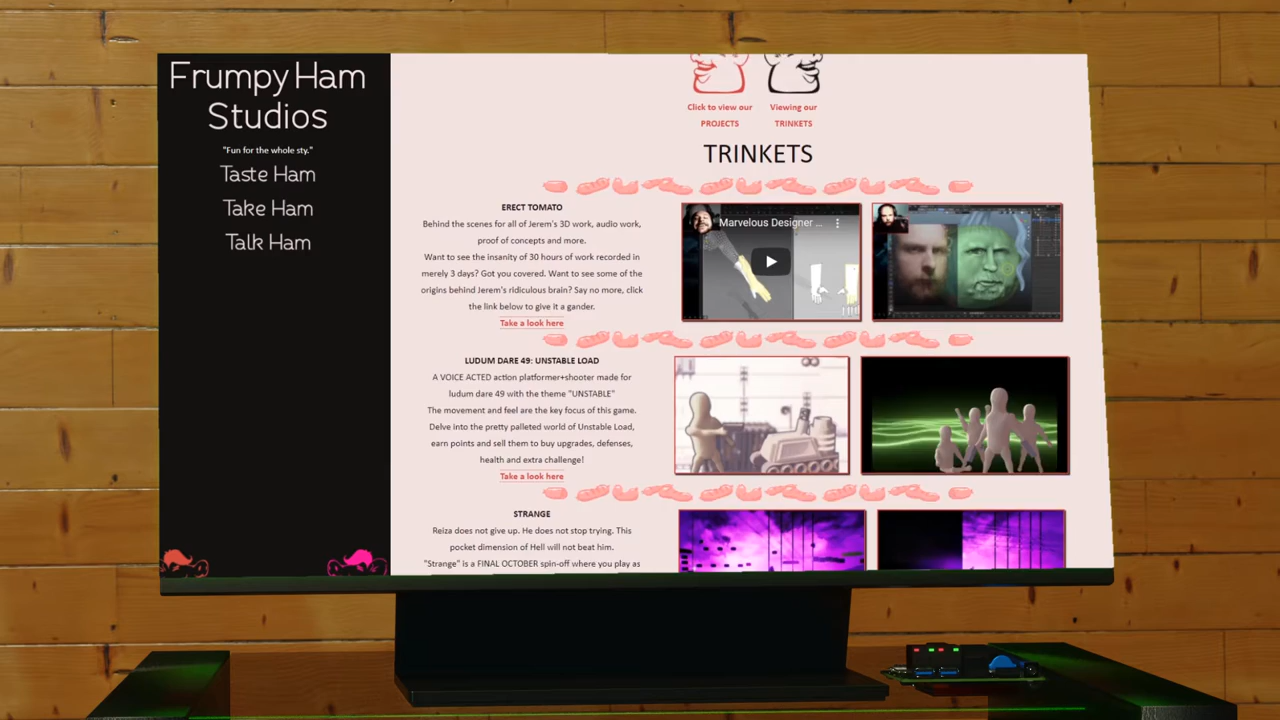 Frumpy Ham
Studios
"Fun for the whole sty."
Taste Ham
Take Ham
Talk Ham
Click to view our
PROJECTS
Viewing our
TRINKETS
TRINKETS
ERECT TOMATO
Behind the scenes for all of Jerem's 3D work, audio work,
proof of concepts and more.
Want to see the insanity of 30 hours of work recorded in
merely 3 days? Got you covered. Want to see some of the
origins behind Jerem's ridiculous brain? Say no more, click
the link below to give it a gander.
Take a look here
Marvelous Designer ...
LUDUM DARE 49: UNSTABLE LOAD
A VOICE ACTED action platformer+shooter made for
ludum dare 49 with the theme "UNSTABLE"
The movement and feel are the key focus of this game.
Delve into the pretty palleted world of Unstable Load,
earn points and sell them to buy upgrades, defenses,
health and extra challenge!
Take a look here
STRANGE
Reiza does not give up. He does not stop trying. This
pocket dimension of Hell will not beat him.
"Strange" is a FINAL OCTOBER spin-off where you play as